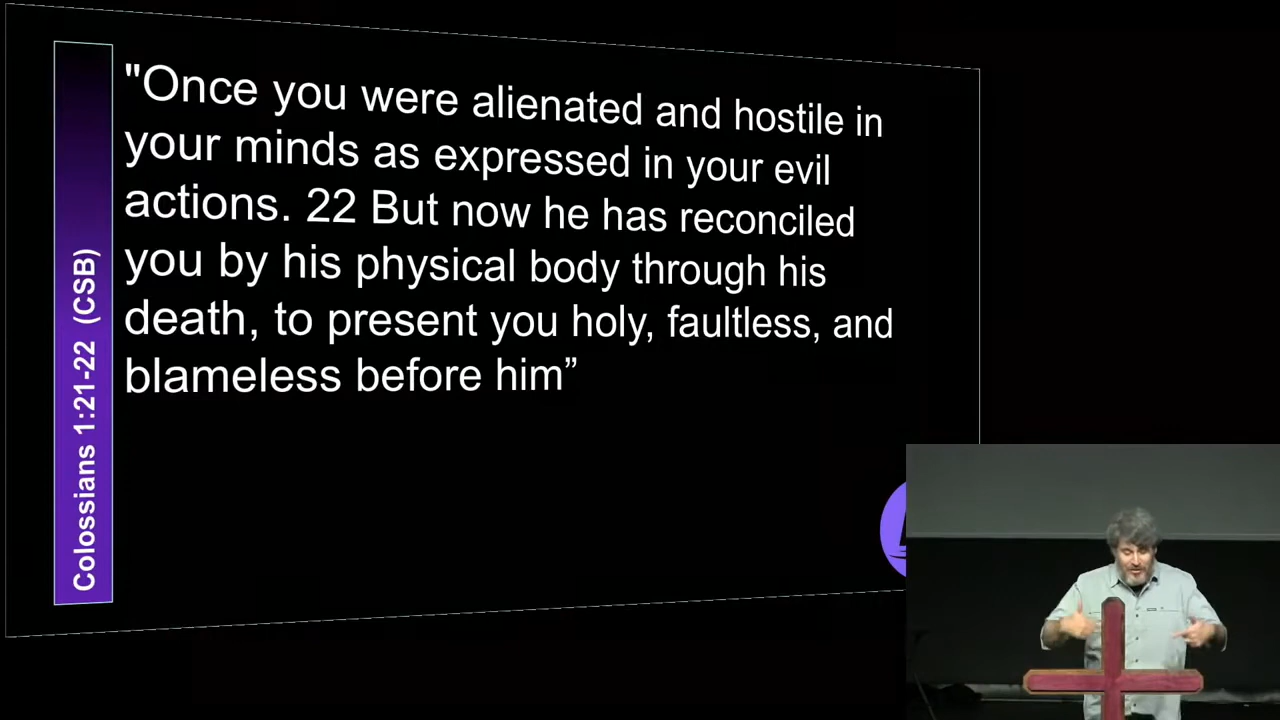 "Once you were alienated and hostile in
your minds as expressed in your evil
actions. 22 But now he has reconciled
you by his physical body through his
death, to present you holy, faultless, and
blameless before him”
Colossians 1:21-22 (CSB)